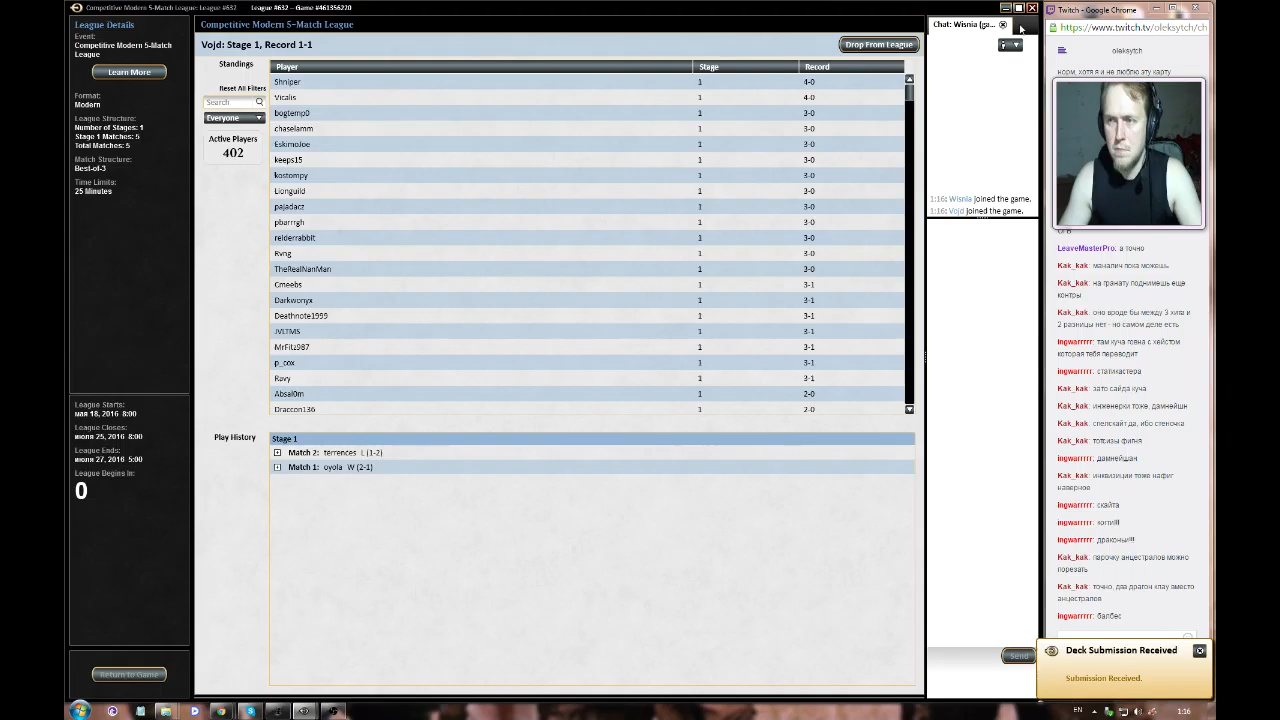 Competitive Modern 5-Match League: League #632
League #632 – Game #461356220
League Details
Event:
Competitive Modern 5-Match
League
Learn More
Format:
Modern
League Structure:
Number of Stages: 1
Stage 1 Matches: 5
Total Matches: 5
Match Structure:
Best-of-3
Time Limits:
25 Minutes
League Starts:
мая 18, 2016 8:00
League Closes:
июля 25, 2016 8:00
League Ends:
июля 27, 2016 5:00
League Begins In:
0
Return to Game
Competitive Modern 5-Match League
Vojd: Stage 1, Record 1-1
Drop From League
Standings
Reset All Filters
Search
Everyone
Active Players
402
Player Stage Record
Shniper 1 4-0
Vicalis 1 4-0
bogtemp0 1 3-0
chaselamm 1 3-0
EskimoJoe 1 3-0
keeps15 1 3-0
kostompy 1 3-0
Lionguild 1 3-0
pajadacz 1 3-0
pbarrrgh 1 3-0
relderrabbit 1 3-0
Rvng 1 3-0
TheRealNanMan 1 3-0
Cmeebs 1 3-1
Darkwonyx 1 3-1
Deathnote1999 1 3-1
JVLTMS 1 3-1
MrFitz987 1 3-1
p_cox 1 3-1
Ravy 1 3-1
Absal0m 1 2-0
Draccon136 1 2-0
Play History
Stage 1
Match 2: terrences L (1-2)
Match 1: oyola W (2-1)
Chat: Wisnia (ga...
1:16: Wisnia joined the game.
1:16: Vojd joined the game.
Send
Twitch - Google Chrome
https://www.twitch.tv/oleksytch/ch
oleksytch
норм, хотя я и не люблю эту карту
LeaveMasterPro: а точно
Kak_kak: маналич пока можешь
Kak_kak: на гранату поднимешь еще
контры
Kak_kak: оно вроде бы между 3 хила и
2 разницы нет - но самом деле есть
ingwarrrrr: там куча говна с хейстом
которая тебя переводит
ingwarrrrr: статикастера
Kak_kak: зато сайда куча
Kak_kak: инженерки тоже, дамнейшн
Kak_kak: спелскайт да, ибо стеночка
Kak_kak: тотсизы фигня
ingwarrrrr: дамнейшан
Kak_kak: инквизиции тоже нафиг
наверное
ingwarrrrr: скайта
ingwarrrrr: когти!!!
ingwarrrrr: драконьи!!!!
Kak_kak: парочку анцестралов можно
порезать
Kak_kak: точно, два драгон клау вместо
анцестралов
ingwarrrrr: балбес
Deck Submission Received
Submission Received.
EN
1:16